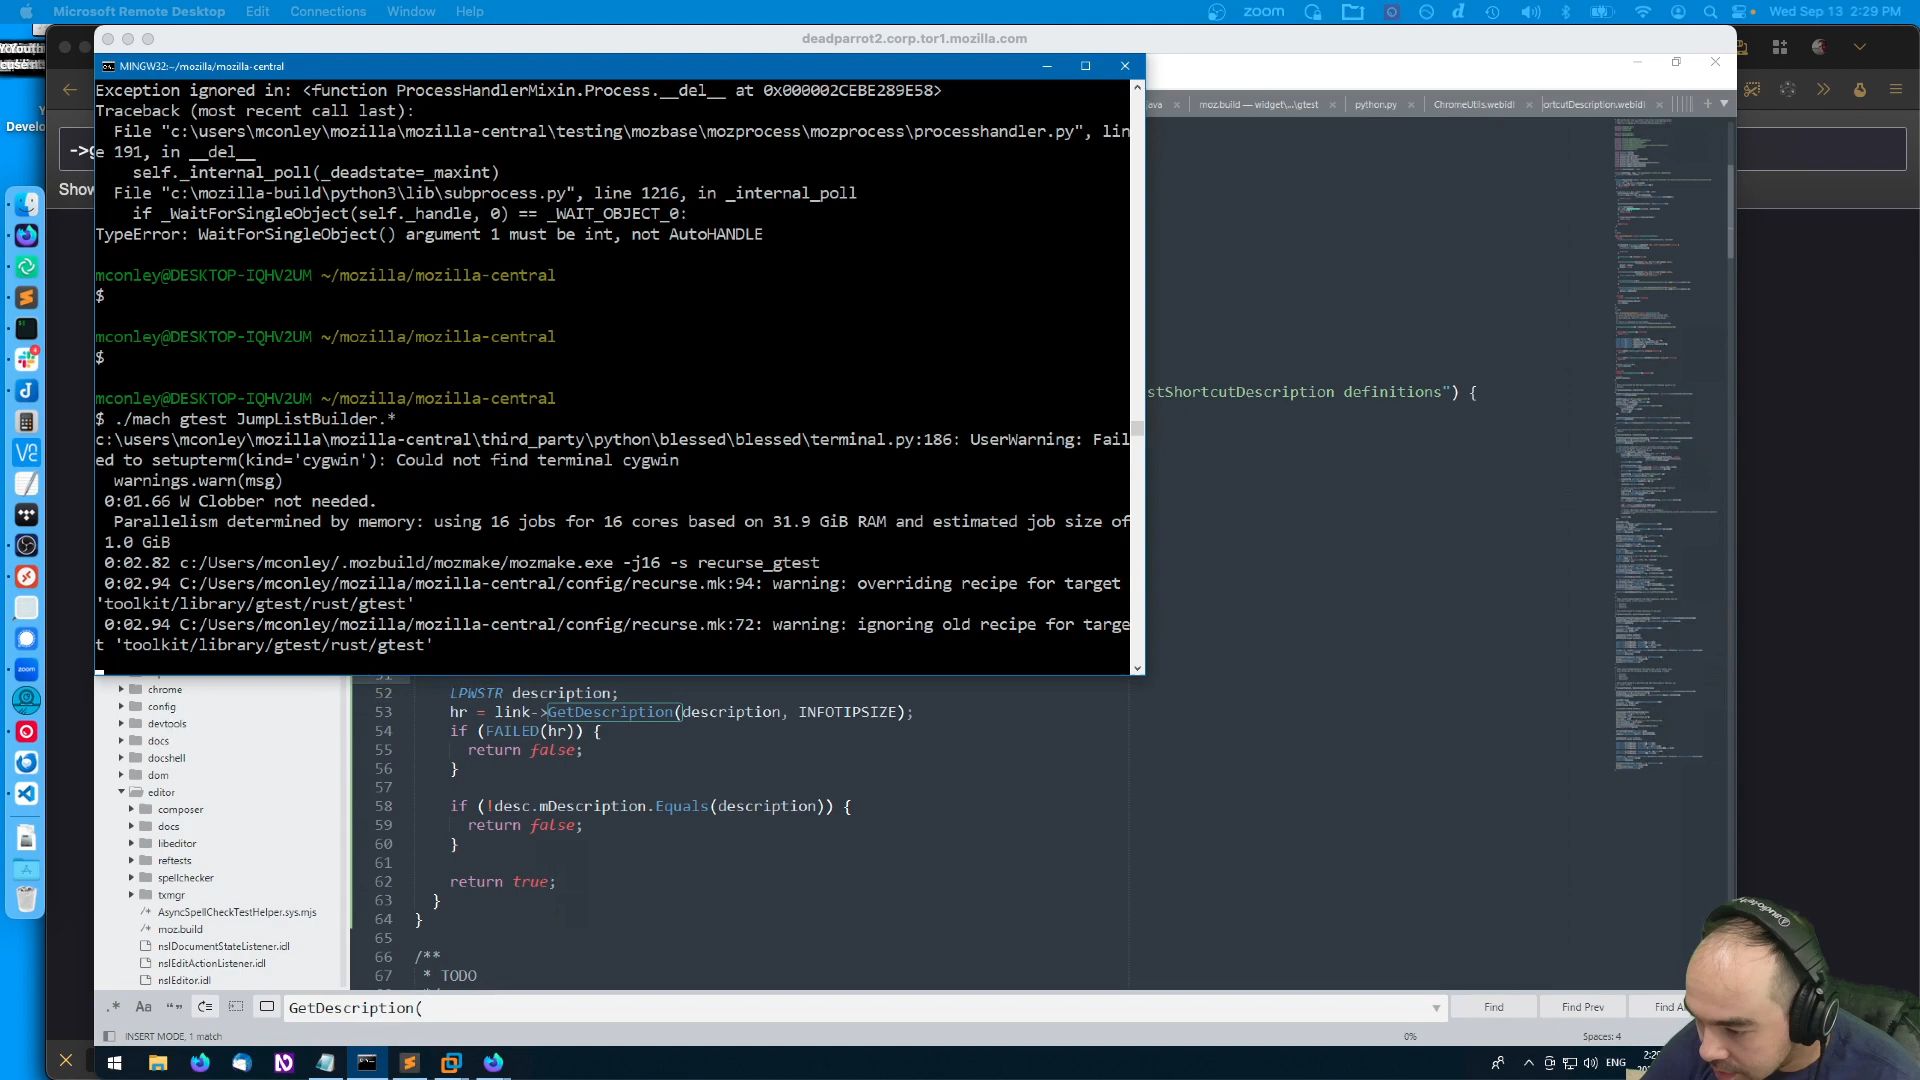 Microsoft Remote Desktop Edit Connections Window Help
zoom
Wed Sep 13 2:29 PM
deadparrot2.corp.tor1.mozilla.com
MINGW32:~/mozilla/mozilla-central
Exception ignored in: <function ProcessHandlerMixin.Process.__del__ at 0x000002CEBE289E58>
Traceback (most recent call last):
File "c:\users\mconley\mozilla\mozilla-central\testing\mozbase\mozprocess\mozprocess\processhandler.py", lin
e 191, in __del__
self._internal_poll(_deadstate=_maxint)
File "c:\mozilla-build\python3\lib\subprocess.py", line 1216, in _internal_poll
if _WaitForSingleObject(self._handle, 0) == _WAIT_OBJECT_0:
TypeError: WaitForSingleObject() argument 1 must be int, not AutoHANDLE
mconley@DESKTOP-IQHV2UM ~/mozilla/mozilla-central
$
mconley@DESKTOP-IQHV2UM ~/mozilla/mozilla-central
$
mconley@DESKTOP-IQHV2UM ~/mozilla/mozilla-central
$ ./mach gtest JumpListBuilder.*
c:\users\mconley\mozilla\mozilla-central\third_party\python\blessed\blessed\terminal.py:186: UserWarning: Fail
ed to setupterm(kind='cygwin'): Could not find terminal cygwin
warnings.warn(msg)
0:01.66 W Clobber not needed.
Parallelism determined by memory: using 16 jobs for 16 cores based on 31.9 GiB RAM and estimated job size of
1.0 GiB
0:02.82 c:/Users/mconley/.mozbuild/mozmake/mozmake.exe -j16 -s recurse_gtest
0:02.94 C:/Users/mconley/mozilla/mozilla-central/config/recurse.mk:94: warning: overriding recipe for target
'toolkit/library/gtest/rust/gtest'
0:02.94 C:/Users/mconley/mozilla/mozilla-central/config/recurse.mk:72: warning: ignoring old recipe for targe
t 'toolkit/library/gtest/rust/gtest'
ava
moz.build — widget\...\gtest
python.py
ChromeUtils.webidl
ortcutDescription.webidl
stShortcutDescription definitions") {
Develo
->g
Show
chrome
config
devtools
docs
docshell
dom
editor
composer
docs
libeditor
reftests
spellchecker
txmgr
AsyncSpellCheckTestHelper.sys.mjs
moz.build
nsIDocumentStateListener.idl
nsIEditActionListener.idl
nsIEditor.idl
51
52 LPWSTR description;
53 hr = link->GetDescription(description, INFOTIPSIZE);
54 if (FAILED(hr)) {
55 return false;
56 }
57
58 if (!desc.mDescription.Equals(description)) {
59 return false;
60 }
61
62 return true;
63 }
64 }
65
66 /**
67 * TODO
.* Aa “”
GetDescription(
Find
Find Prev
Find A
INSERT MODE, 1 match
0%
Spaces: 4
ENG